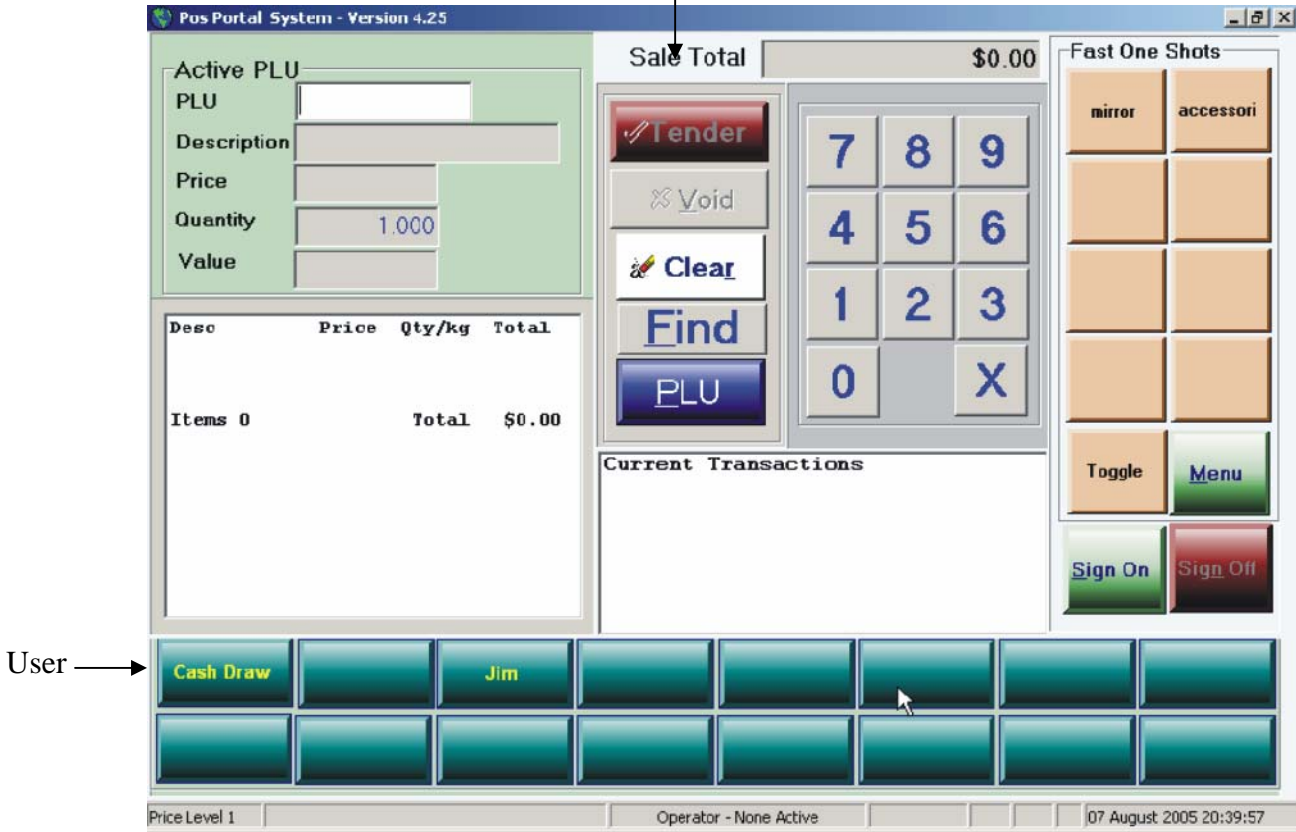 Pos Portal System - Version 4.25
Active PLU
PLU
Description
Price
Quantity 1.000
Value
Desc Price Qty/kg Total
Items 0 Total $0.00
Sale Total $0.00
Tender
Void
Clear
Find
PLU
7 8 9
4 5 6
1 2 3
0 X
Current Transactions
Fast One Shots
mirror accessori
Toggle Menu
Sign On Sign Off
User
Cash Draw Jim
Price Level 1 Operator - None Active 07 August 2005 20:39:57